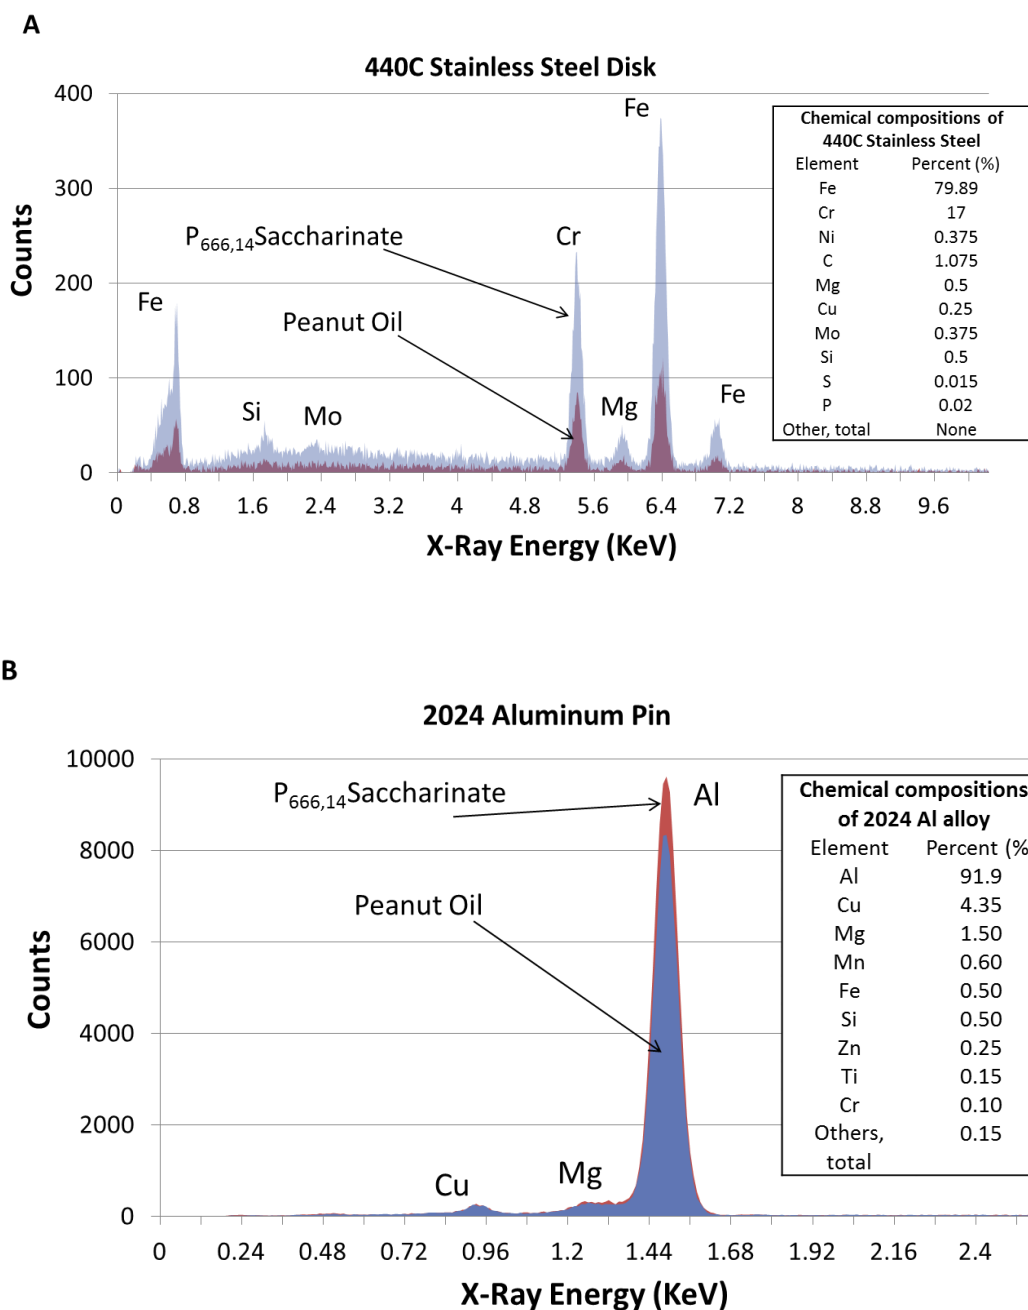 A
440C Stainless Steel Disk
400
300
200
100
0
Counts
Fe
Si
Mo
P666,14Saccharinate
Peanut Oil
Cr
Mg
Fe
Fe
Chemical compositions of
440C Stainless Steel
Element Percent (%)
Fe 79.89
Cr 17
Ni 0.375
C 1.075
Mg 0.5
Cu 0.25
Mo 0.375
Si 0.5
S 0.015
P 0.02
Other, total None
0 0.8 1.6 2.4 3.2 4 4.8 5.6 6.4 7.2 8 8.8 9.6
X-Ray Energy (KeV)
B
2024 Aluminum Pin
10000
8000
6000
4000
2000
0
Counts
P666,14Saccharinate
Peanut Oil
Al
Cu
Mg
Chemical compositions
of 2024 Al alloy
Element Percent (%
Al 91.9
Cu 4.35
Mg 1.50
Mn 0.60
Fe 0.50
Si 0.50
Zn 0.25
Ti 0.15
Cr 0.10
Others, 0.15
total
0 0.24 0.48 0.72 0.96 1.2 1.44 1.68 1.92 2.16 2.4
X-Ray Energy (KeV)